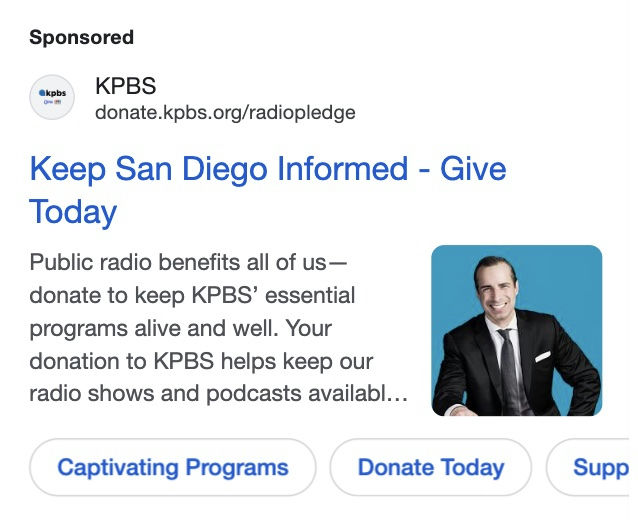 Sponsored
kpbs
KPBS
donate.kpbs.org/radiopledge
Keep San Diego Informed - Give
Today
Public radio benefits all of us—
donate to keep KPBS’ essential
programs alive and well. Your
donation to KPBS helps keep our
radio shows and podcasts availabl...
Captivating Programs
Donate Today
Supp